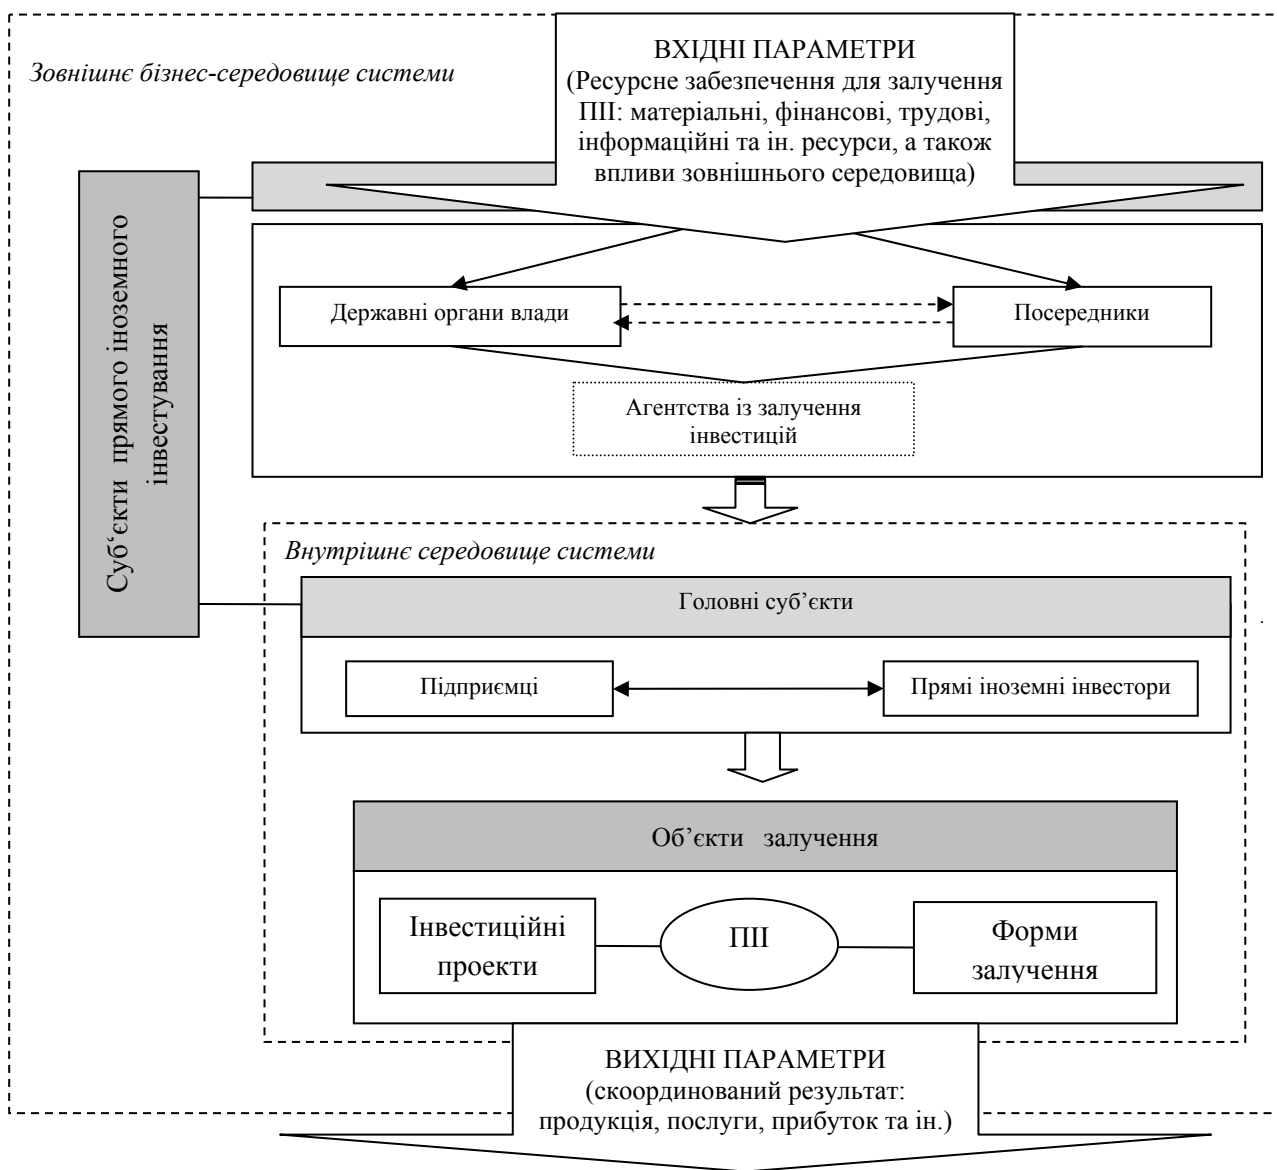 ВХІДНІ ПАРАМЕТРИ
(Ресурсне забезпечення для залучення
ПІІ: матеріальні, фінансові, трудові,
інформаційні та ін. ресурси, а також
впливи зовнішнього середовища)
Зовнішнє бізнес-середовище системи
Суб‘єкти прямого іноземного
інвестування
Державні органи влади
Посередники
Агентства із залучення
інвестицій
Внутрішнє середовище системи
Головні суб’єкти
Підприємці
Прямі іноземні інвестори
Об’єкти залучення
Інвестиційні
проекти
ПІІ
Форми
залучення
ВИХІДНІ ПАРАМЕТРИ
(скоординований результат:
продукція, послуги, прибуток та ін.)